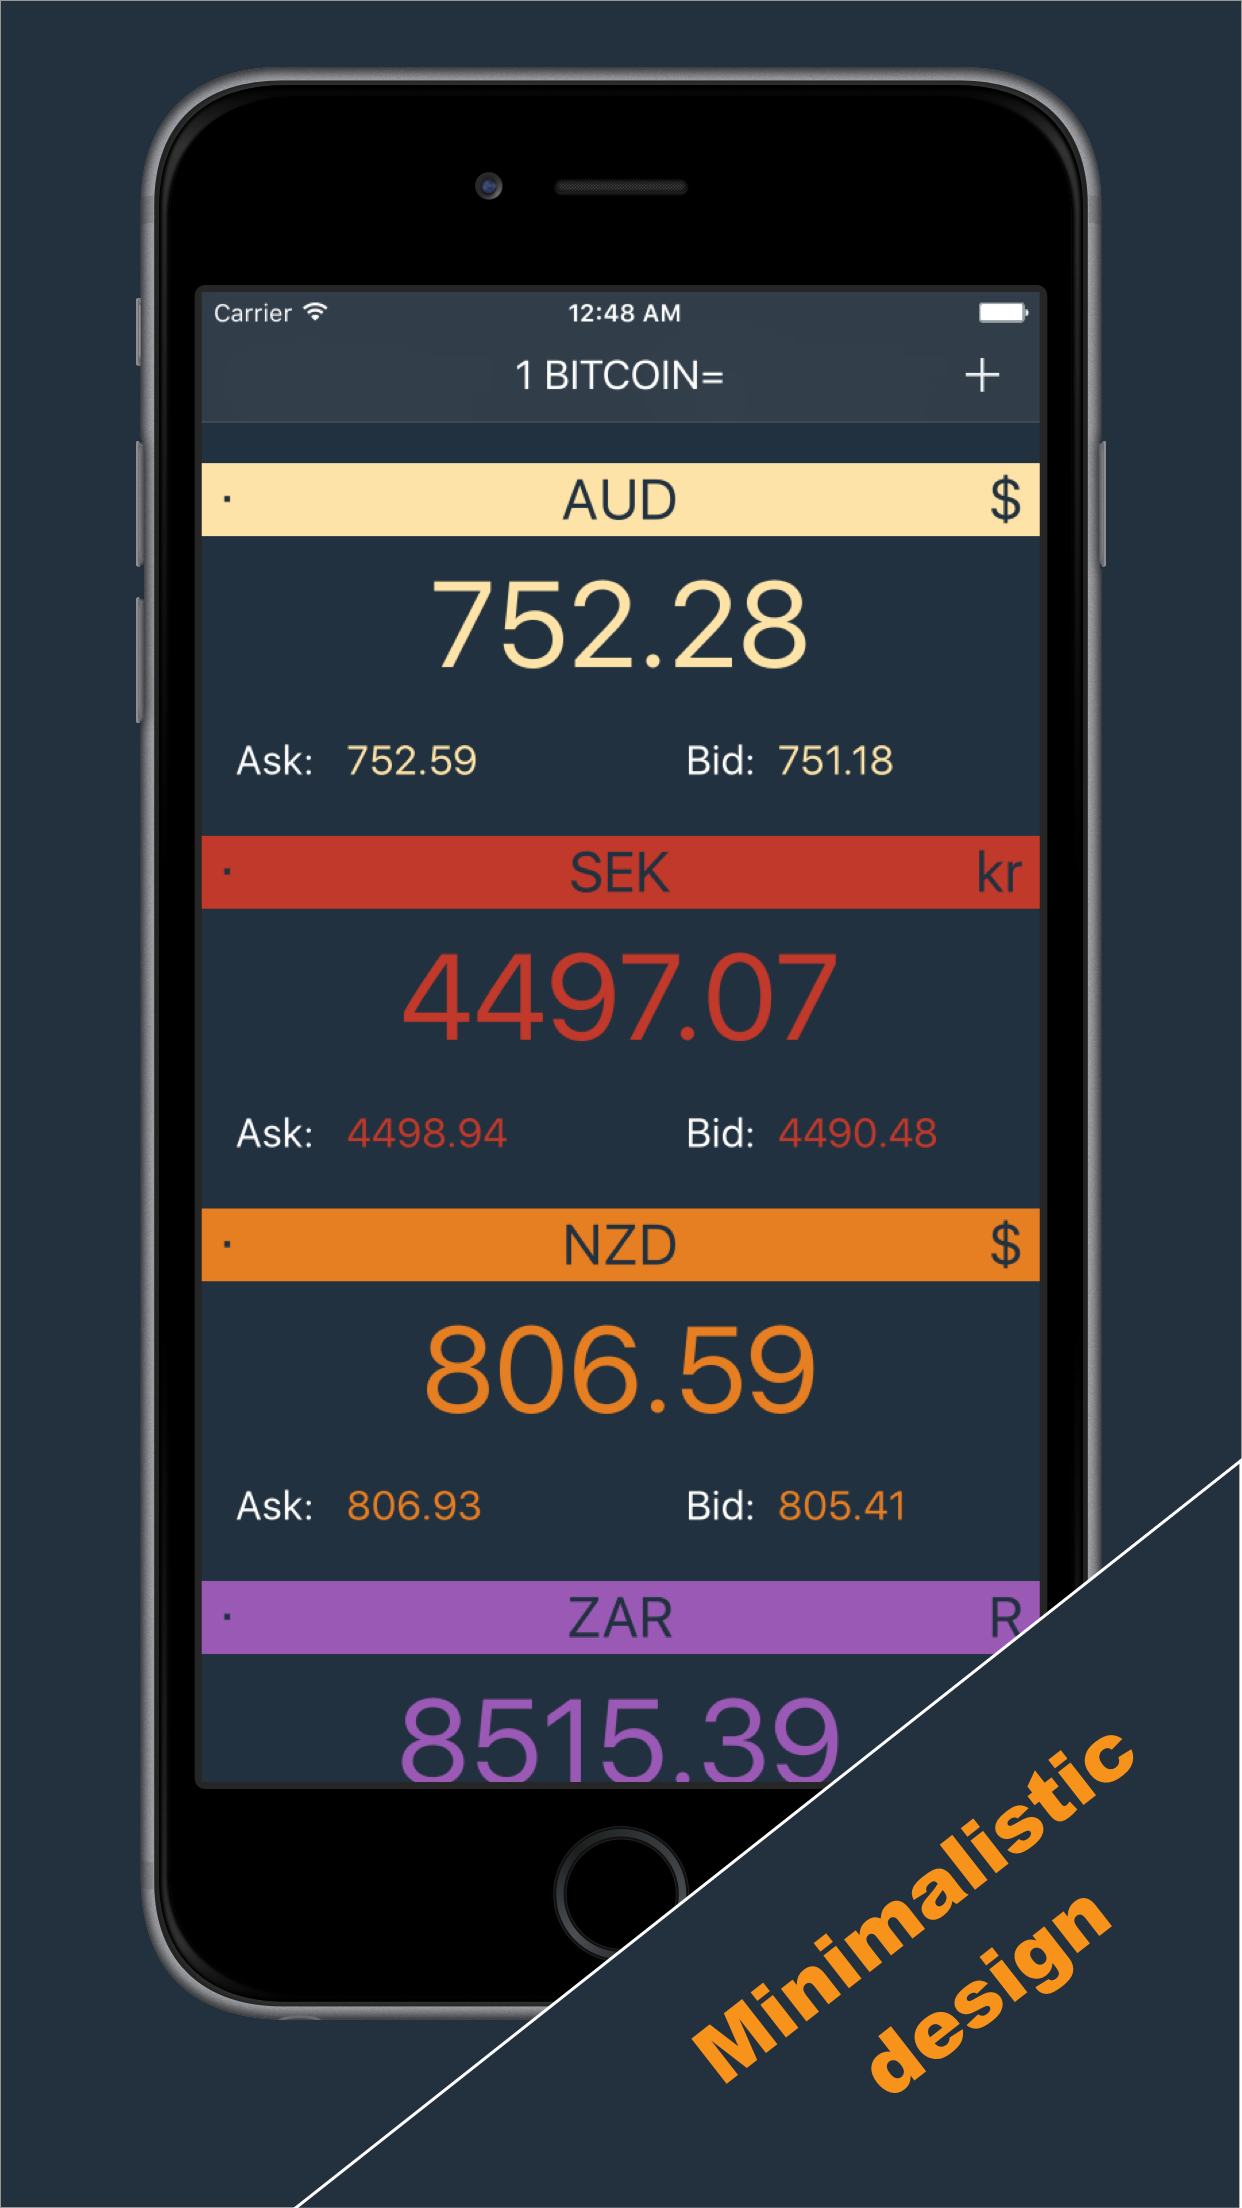 Carrier 12:48 AM
1 BITCOIN= +
· AUD $
752.28
Ask: 752.59 Bid: 751.18
· SEK kr
4497.07
Ask: 4498.94 Bid: 4490.48
· NZD $
806.59
Ask: 806.93 Bid: 805.41
· ZAR R
8515.39
Minimalistic
design